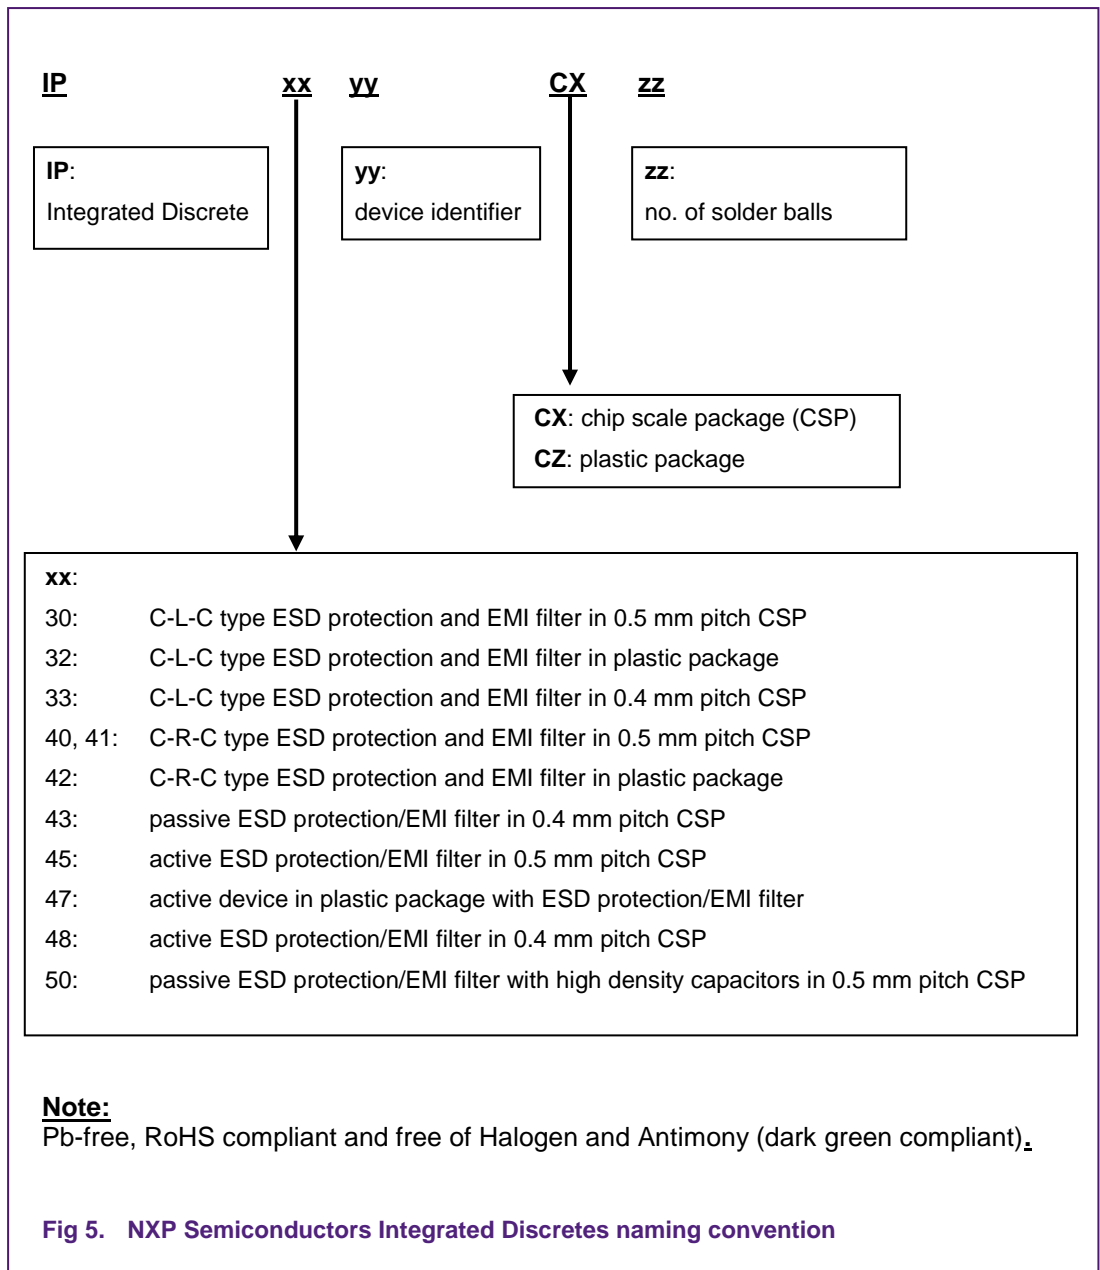 IP xx yy CX zz
IP:
Integrated Discrete
yy:
device identifier
zz:
no. of solder balls
CX: chip scale package (CSP)
CZ: plastic package
xx:
30: C-L-C type ESD protection and EMI filter in 0.5 mm pitch CSP
32: C-L-C type ESD protection and EMI filter in plastic package
33: C-L-C type ESD protection and EMI filter in 0.4 mm pitch CSP
40, 41: C-R-C type ESD protection and EMI filter in 0.5 mm pitch CSP
42: C-R-C type ESD protection and EMI filter in plastic package
43: passive ESD protection/EMI filter in 0.4 mm pitch CSP
45: active ESD protection/EMI filter in 0.5 mm pitch CSP
47: active device in plastic package with ESD protection/EMI filter
48: active ESD protection/EMI filter in 0.4 mm pitch CSP
50: passive ESD protection/EMI filter with high density capacitors in 0.5 mm pitch CSP
Note:
Pb-free, RoHS compliant and free of Halogen and Antimony (dark green compliant).
Fig 5. NXP Semiconductors Integrated Discretes naming convention